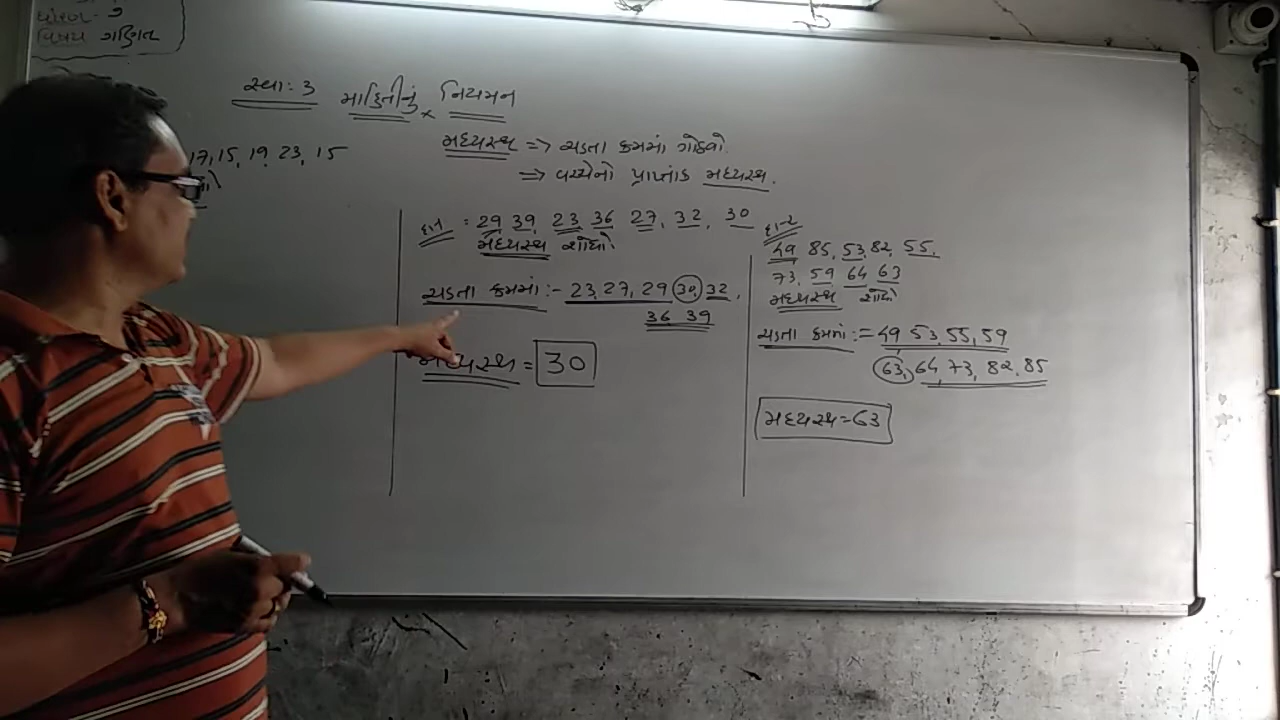 ધોરણ- ૭
વિષય ગણિત
સ્વા: 3 માહિતીનું નિયમન
17, 15, 19, 23, 15
મધ્યસ્થ => ચડતા ક્રમમાં ગોઠવો
=> વચ્ચેનો પ્રાપ્તાંક મધ્યસ્થ.
= 29 39, 23, 36 27, 32, 30
મધ્યસ્થ શોધો
ચડતા ક્રમમાં :- 23, 27, 29 30, 32,
36 39
મધ્યસ્થ = 30
49 85, 53, 82, 55,
73, 59 64 63
મધ્યસ્થ શોધો
ચડતા ક્રમમાં := 49, 53, 55, 59
63, 64, 73, 82, 85
મધ્યસ્થ = 63